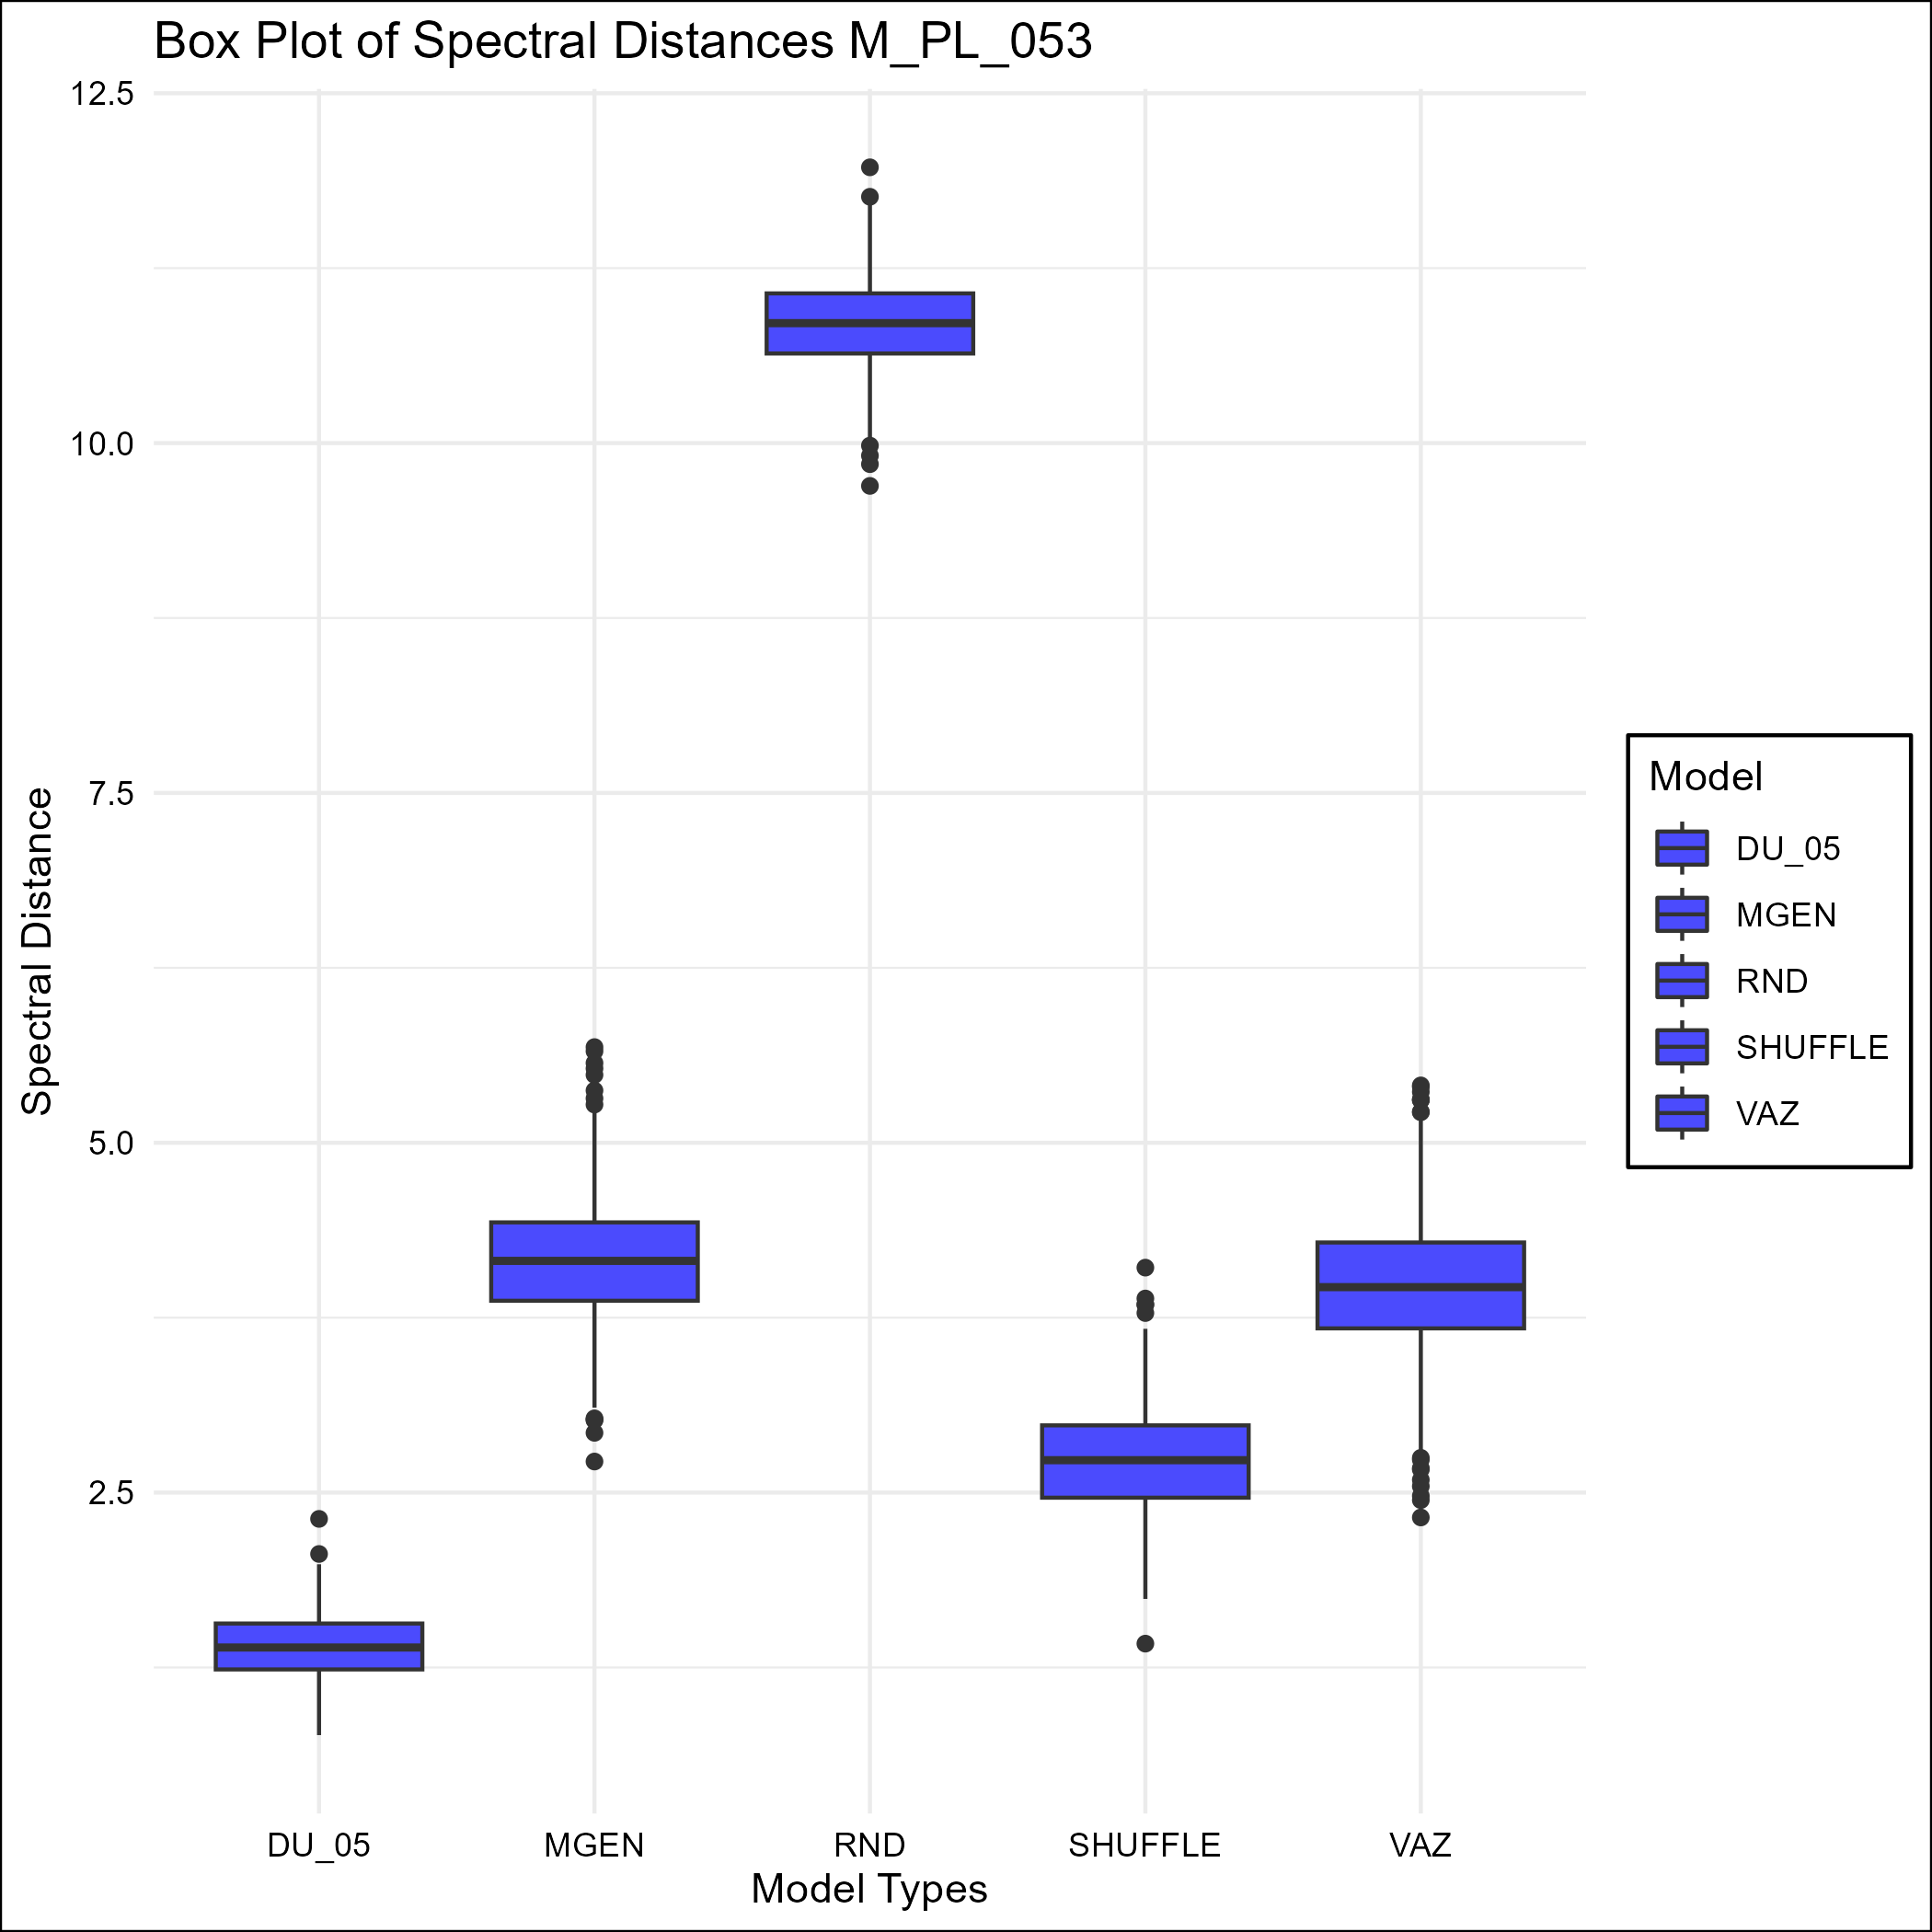 Box Plot of Spectral Distances M_PL_053
12.5
10.0
7.5
5.0
2.5
Spectral Distance
DU_05
MGEN
RND
SHUFFLE
VAZ
Model Types
Model
DU_05
MGEN
RND
SHUFFLE
VAZ